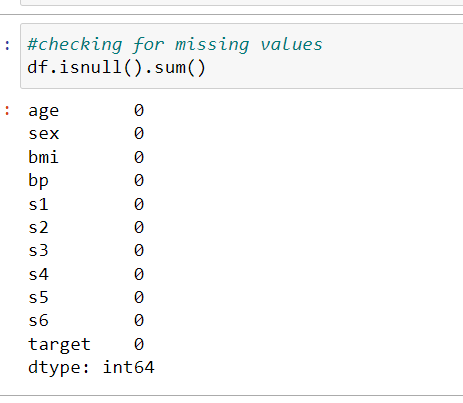 : #checking for missing values
df.isnull().sum()
: age 0
sex 0
bmi 0
bp 0
s1 0
s2 0
s3 0
s4 0
s5 0
s6 0
target 0
dtype: int64